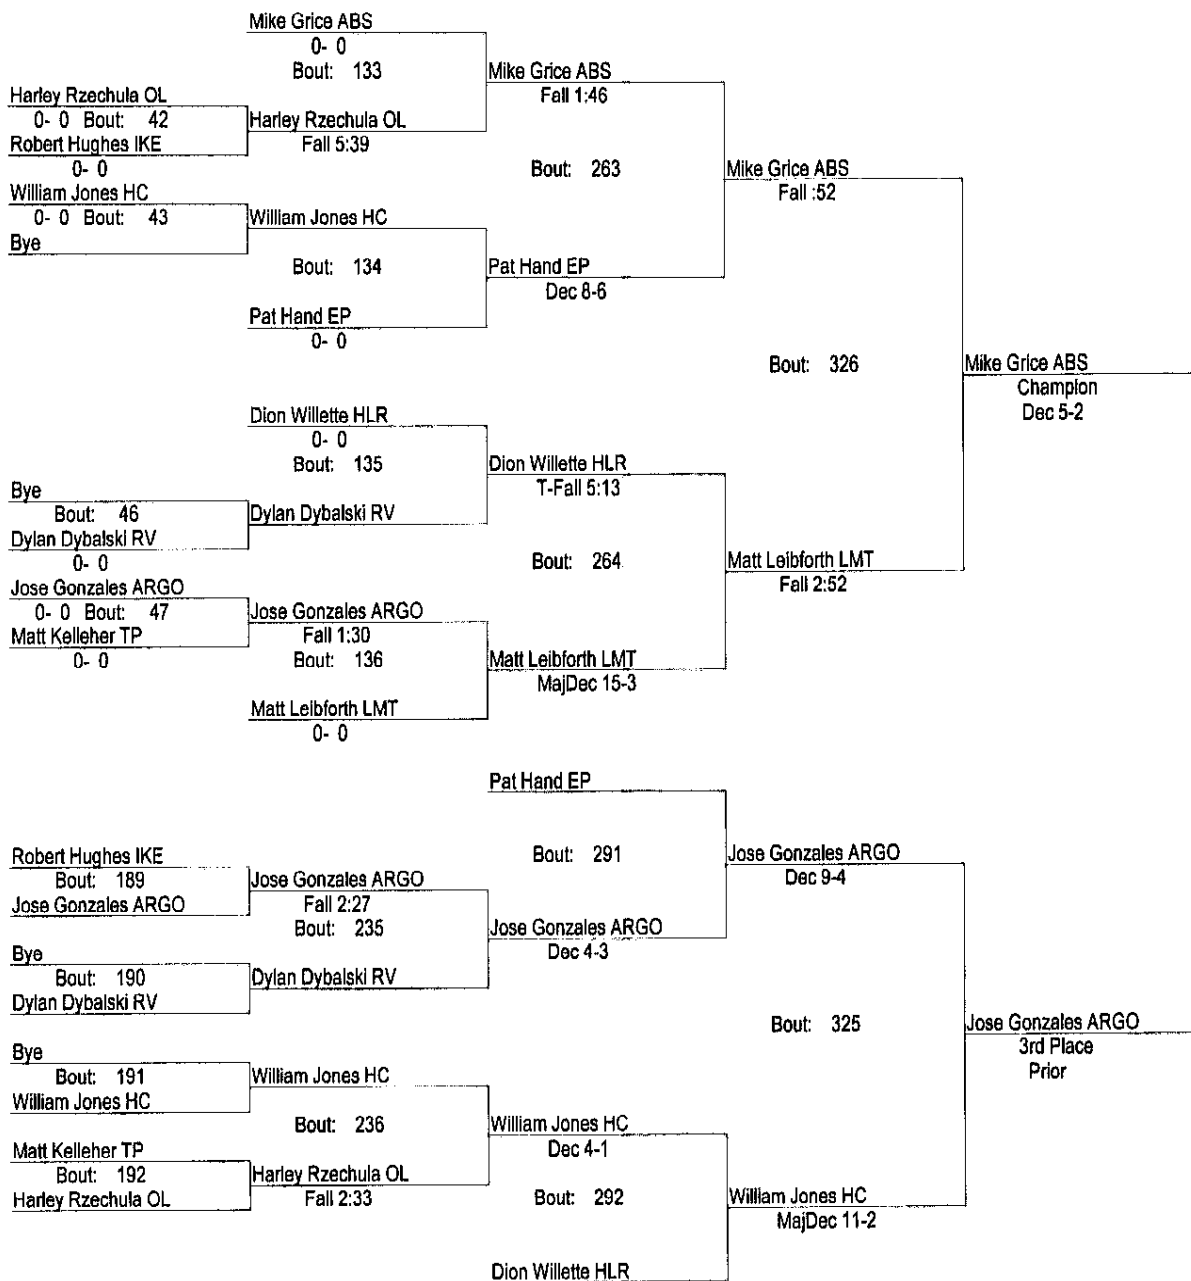 Mike Grice ABS
0- 0
Bout: 133
Mike Grice ABS
Fall 1:46
Harley Rzechula OL
0- 0 Bout: 42
Harley Rzechula OL
Fall 5:39
Robert Hughes IKE
0- 0
Bout: 263
Mike Grice ABS
Fall :52
William Jones HC
0- 0 Bout: 43
William Jones HC
Bye
Bout: 134
Pat Hand EP
Dec 8-6
Pat Hand EP
0- 0
Bout: 326
Mike Grice ABS
Champion
Dec 5-2
Dion Willette HLR
0- 0
Bout: 135
Dion Willette HLR
T-Fall 5:13
Bye
Bout: 46
Dylan Dybalski RV
Dylan Dybalski RV
0- 0
Bout: 264
Matt Leibforth LMT
Fall 2:52
Jose Gonzales ARGO
0- 0 Bout: 47
Jose Gonzales ARGO
Fall 1:30
Matt Kelleher TP
0- 0
Bout: 136
Matt Leibforth LMT
MajDec 15-3
Matt Leibforth LMT
0- 0
Pat Hand EP
Bout: 291
Jose Gonzales ARGO
Dec 9-4
Robert Hughes IKE
Bout: 189
Jose Gonzales ARGO
Jose Gonzales ARGO
Fall 2:27
Bout: 235
Jose Gonzales ARGO
Dec 4-3
Bye
Bout: 190
Dylan Dybalski RV
Dylan Dybalski RV
Bout: 325
Jose Gonzales ARGO
3rd Place
Prior
Bye
Bout: 191
William Jones HC
William Jones HC
Bout: 236
William Jones HC
Dec 4-1
Matt Kelleher TP
Bout: 192
Harley Rzechula OL
Harley Rzechula OL
Fall 2:33
Bout: 292
William Jones HC
MajDec 11-2
Dion Willette HLR